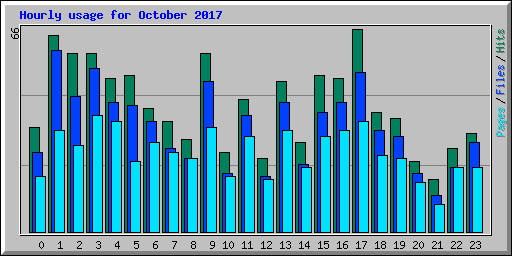 Hourly usage for October 2017
66
Pages / Files / Hits
0 1 2 3 4 5 6 7 8 9 10 11 12 13 14 15 16 17 18 19 20 21 22 23